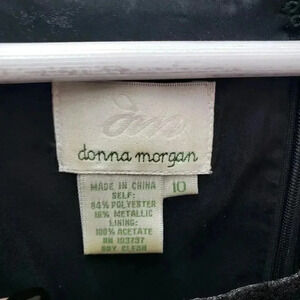 dm
donna morgan
10
MADE IN CHINA
SELF:
84% POLYESTER
16% METALLIC
LINING:
100% ACETATE
RN 103737
DRY CLEAN